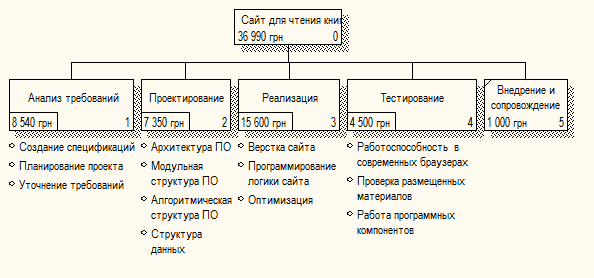 Сайт для чтения книг
36 990 грн 0
Анализ требований
8 540 грн 1
Создание спецификаций
Планирование проекта
Уточнение требований
Проектирование
7 350 грн 2
Архитектура ПО
Модульная
структура ПО
Алгоритмическая
структура ПО
Структура
данных
Реализация
15 600 грн 3
Верстка сайта
Программирование
логики сайта
Оптимизация
Тестирование
4 500 грн 4
Работоспособность в
современных браузерах
Проверка размещенных
материалов
Работа программных
компонентов
Внедрение и
сопровождение
1 000 грн 5